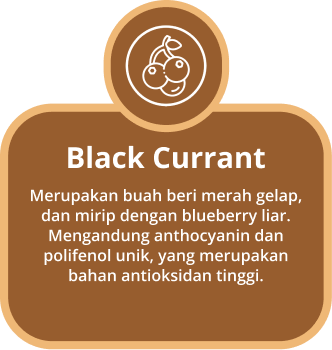 Black Currant
Merupakan buah beri merah gelap,
dan mirip dengan blueberry liar.
Mengandung anthocyanin dan
polifenol unik, yang merupakan
bahan antioksidan tinggi.